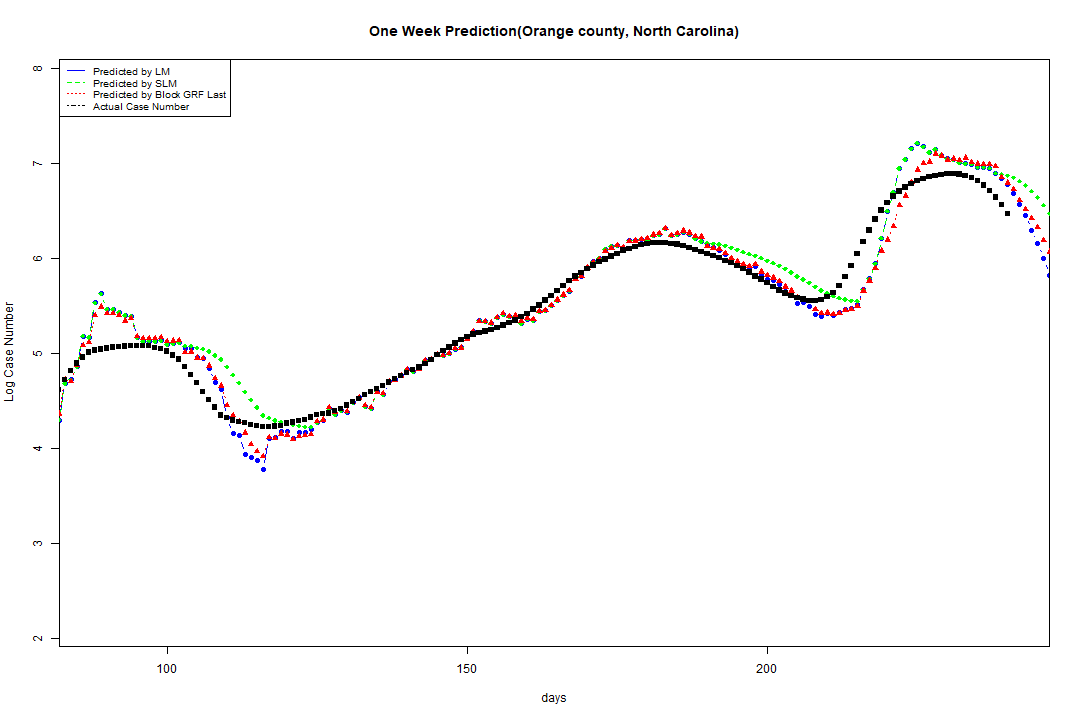 One Week Prediction(Orange county, North Carolina)
Predicted by LM
Predicted by SLM
Predicted by Block GRF Last
Actual Case Number
8
7
6
5
4
3
2
Log Case Number
100 150 200
days